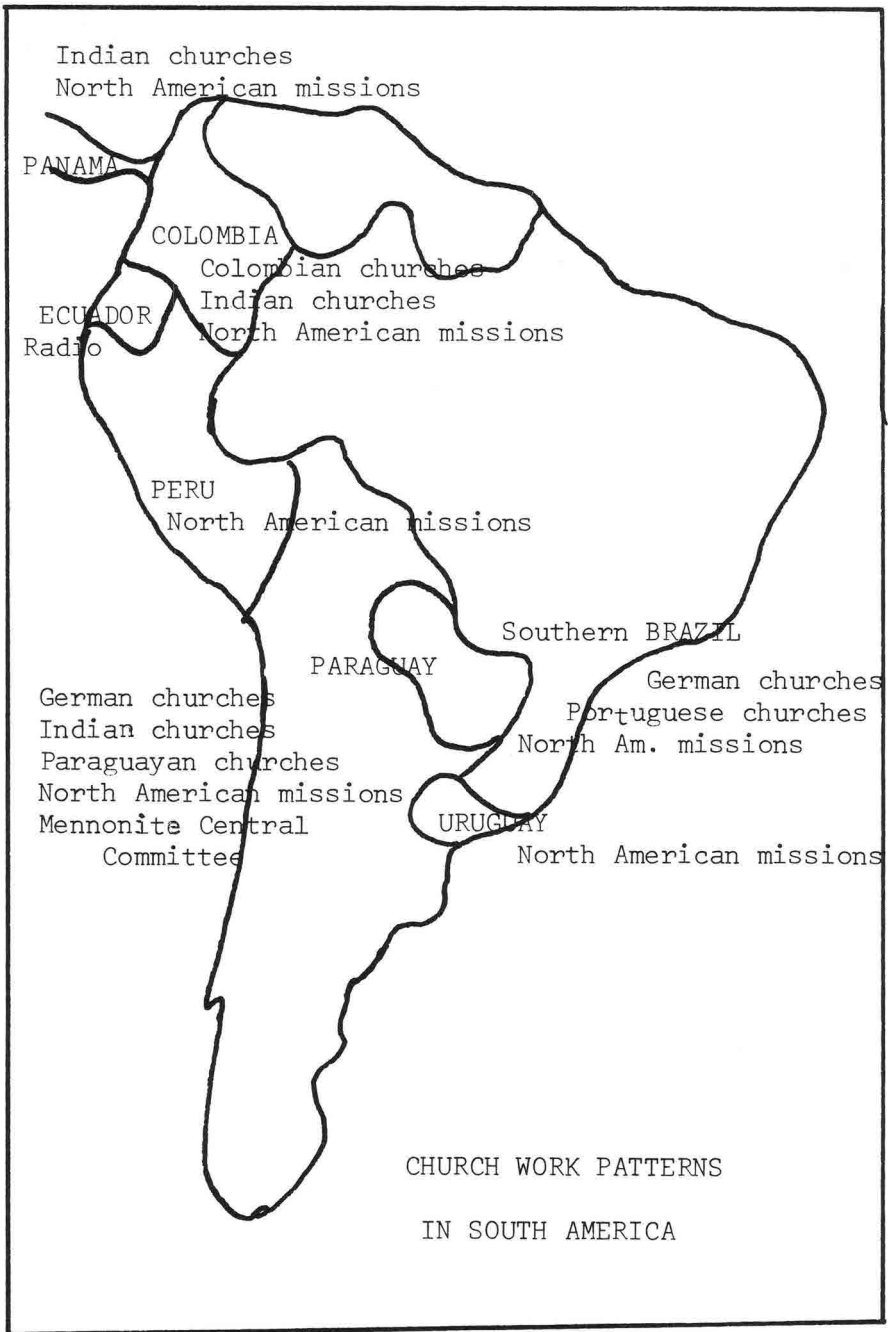 Indian churches
North American missions
PANAMA
COLOMBIA
Colombian churches
Indian churches
North American missions
ECUADOR
Radio
PERU
North American missions
PARAGUAY
German churches
Indian churches
Paraguayan churches
North American missions
Mennonite Central
Committee
Southern BRAZIL
German churches
Portuguese churches
North Am. missions
URUGUAY
North American missions
CHURCH WORK PATTERNS
IN SOUTH AMERICA